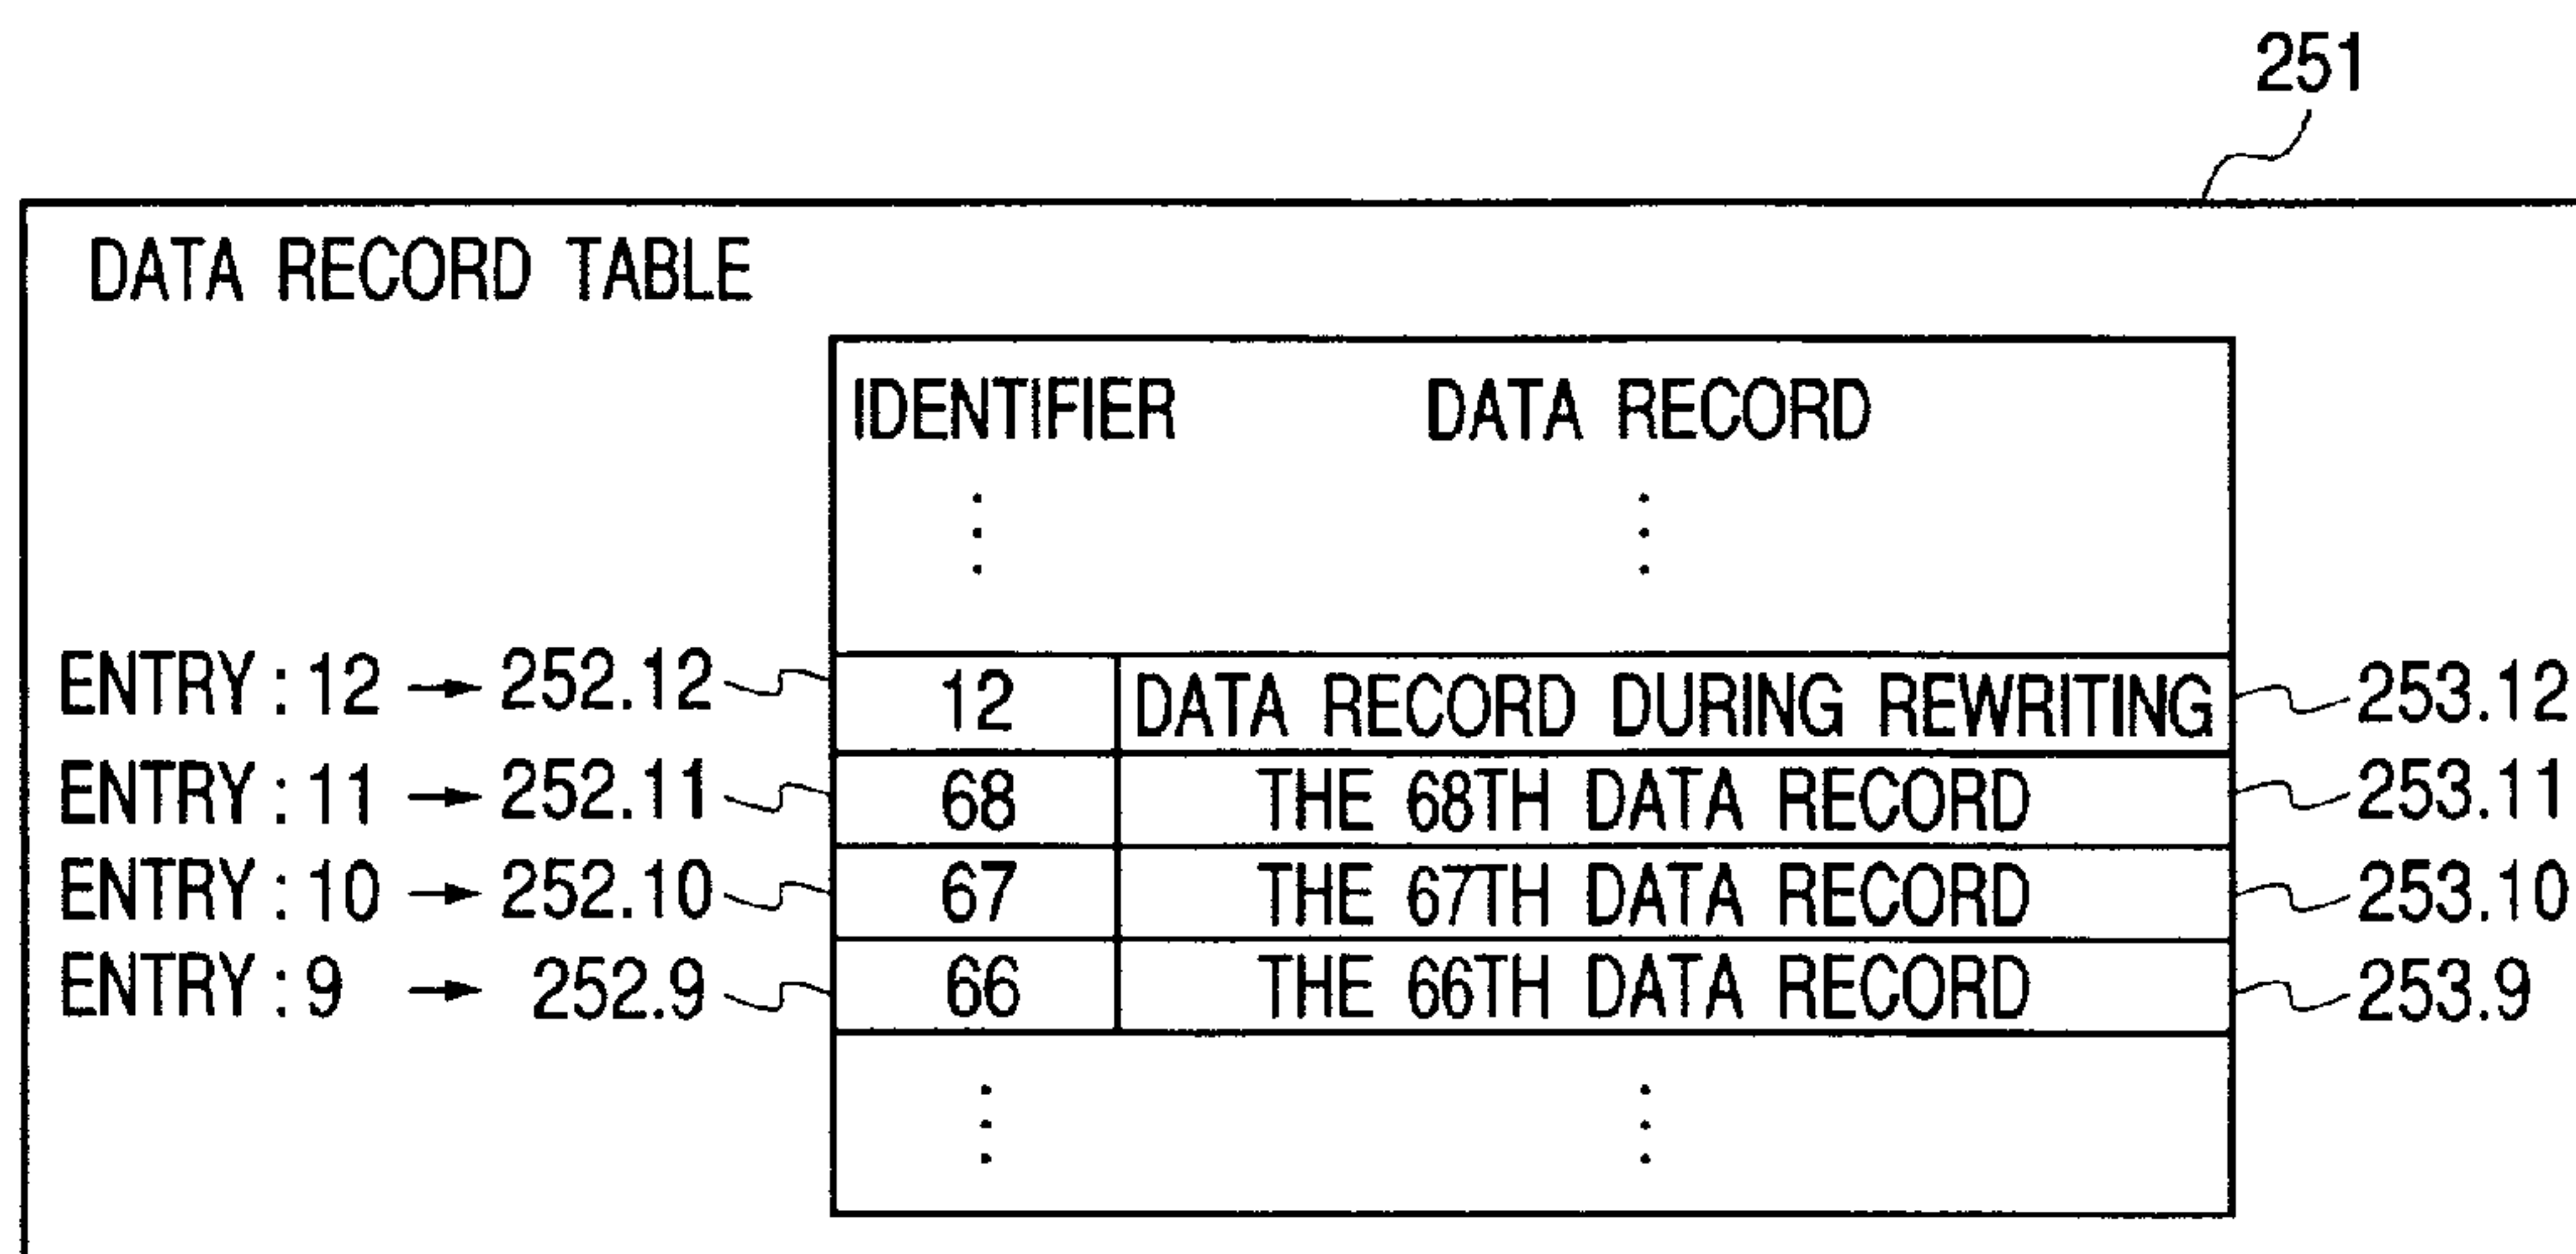 251
DATA RECORD TABLE
IDENTIFIER DATA RECORD
ENTRY : 12 → 252.12 12 DATA RECORD DURING REWRITING 253.12
ENTRY : 11 → 252.11 68 THE 68TH DATA RECORD 253.11
ENTRY : 10 → 252.10 67 THE 67TH DATA RECORD 253.10
ENTRY : 9 → 252.9 66 THE 66TH DATA RECORD 253.9